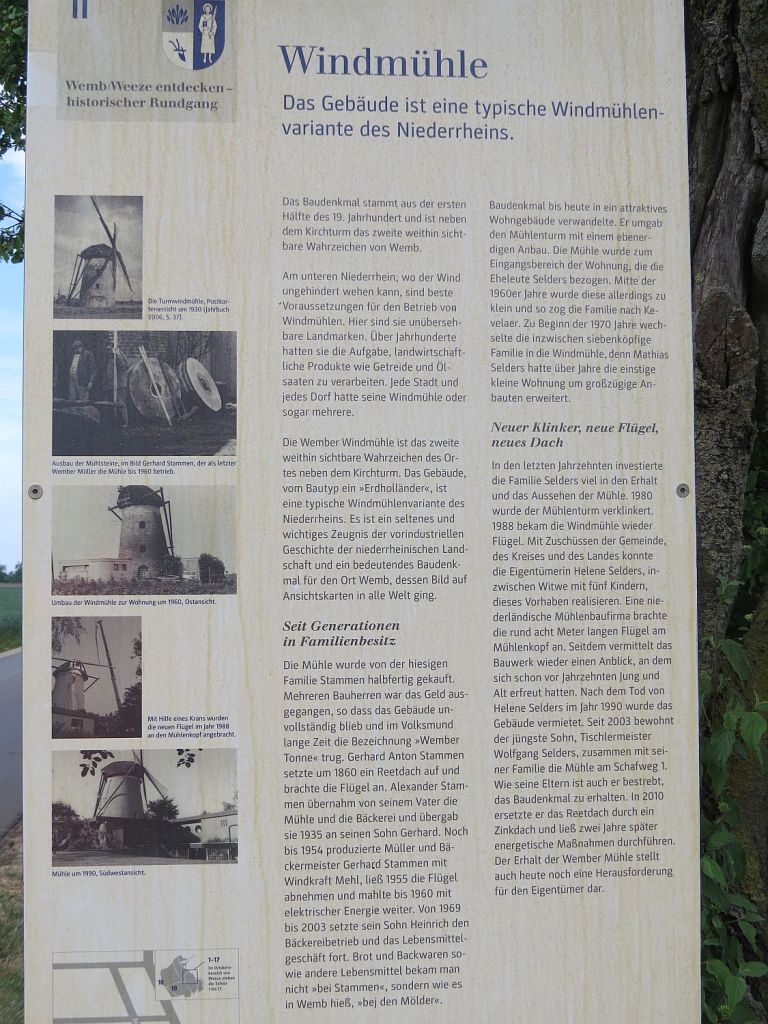 11
Wemb/Weeze entdecken –
historischer Rundgang
Windmühle
Das Gebäude ist eine typische Windmühlen-
variante des Niederrheins.
Die Turmwindmühle, Postkar-
tenansicht um 1930 (Jahrbuch
2006, S. 37).
Ausbau der Mühlsteine, im Bild Gerhard Stammen, der als letzter
Wember Müller die Mühle bis 1960 betrieb.
Umbau der Windmühle zur Wohnung um 1960, Ostansicht.
Mit Hilfe eines Krans wurden
die neuen Flügel im Jahr 1988
an den Mühlenkopf angebracht.
Mühle um 1990, Südwestansicht.
Das Baudenkmal stammt aus der ersten
Hälfte des 19. Jahrhundert und ist neben
dem Kirchturm das zweite weithin sicht-
bare Wahrzeichen von Wemb.
Am unteren Niederrhein, wo der Wind
ungehindert wehen kann, sind beste
Voraussetzungen für den Betrieb von
Windmühlen. Hier sind sie unüberseh-
bare Landmarken. Über Jahrhunderte
hatten sie die Aufgabe, landwirtschaft-
liche Produkte wie Getreide und Öl-
saaten zu verarbeiten. Jede Stadt und
jedes Dorf hatte seine Windmühle oder
sogar mehrere.
Die Wember Windmühle ist das zweite
weithin sichtbare Wahrzeichen des Or-
tes neben dem Kirchturm. Das Gebäude,
vom Bautyp ein »Erdholländer«, ist
eine typische Windmühlenvariante des
Niederrheins. Es ist ein seltenes und
wichtiges Zeugnis der vorindustriellen
Geschichte der niederrheinischen Land-
schaft und ein bedeutendes Baudenk-
mal für den Ort Wemb, dessen Bild auf
Ansichtskarten in alle Welt ging.
Seit Generationen
in Familienbesitz
Die Mühle wurde von der hiesigen
Familie Stammen halbfertig gekauft.
Mehreren Bauherren war das Geld aus-
gegangen, so dass das Gebäude un-
vollständig blieb und im Volksmund
lange Zeit die Bezeichnung »Wember
Tonne« trug. Gerhard Anton Stammen
setzte um 1860 ein Reetdach auf und
brachte die Flügel an. Alexander Stam-
men übernahm von seinem Vater die
Mühle und die Bäckerei und übergab
sie 1935 an seinen Sohn Gerhard. Noch
bis 1954 produzierte Müller und Bä-
ckermeister Gerhard Stammen mit
Windkraft Mehl, ließ 1955 die Flügel
abnehmen und mahlte bis 1960 mit
elektrischer Energie weiter. Von 1969
bis 2003 setzte sein Sohn Heinrich den
Bäckereibetrieb und das Lebensmittel-
geschäft fort. Brot und Backwaren so-
wie andere Lebensmittel bekam man
nicht »bei Stammen«, sondern wie es
in Wemb hieß, »bej den Mölder«.
Baudenkmal bis heute in ein attraktives
Wohngebäude verwandelte. Er umgab
den Mühlenturm mit einem ebener-
digen Anbau. Die Mühle wurde zum
Eingangsbereich der Wohnung, die die
Eheleute Selders bezogen. Mitte der
1960er Jahre wurde diese allerdings zu
klein und so zog die Familie nach Ke-
velaer. Zu Beginn der 1970 Jahre wech-
selte die inzwischen siebenköpfige
Familie in die Windmühle, denn Mathias
Selders hatte über die Jahre die einstige
kleine Wohnung um großzügige An-
bauten erweitert.
Neuer Klinker, neue Flügel,
neues Dach
In den letzten Jahrzehnten investierte
die Familie Selders viel in den Erhalt
und das Aussehen der Mühle. 1980
wurde der Mühlenturm verklinkert.
1988 bekam die Windmühle wieder
Flügel. Mit Zuschüssen der Gemeinde,
des Kreises und des Landes konnte
die Eigentümerin Helene Selders, in-
zwischen Witwe mit fünf Kindern,
dieses Vorhaben realisieren. Eine nie-
derländische Mühlenbaufirma brachte
die rund acht Meter langen Flügel am
Mühlenkopf an. Seitdem vermittelt das
Bauwerk wieder einen Anblick, an dem
sich schon vor Jahrzehnten Jung und
Alt erfreut hatten. Nach dem Tod von
Helene Selders im Jahr 1990 wurde das
Gebäude vermietet. Seit 2003 bewohnt
der jüngste Sohn, Tischlermeister
Wolfgang Selders, zusammen mit sei-
ner Familie die Mühle am Schafweg 1.
Wie seine Eltern ist auch er bestrebt,
das Baudenkmal zu erhalten. In 2010
ersetzte er das Reetdach durch ein
Zinkdach und ließ zwei Jahre später
energetische Maßnahmen durchführen.
Der Erhalt der Wember Mühle stellt
auch heute noch eine Herausforderung
für den Eigentümer dar.
1-17
18
19